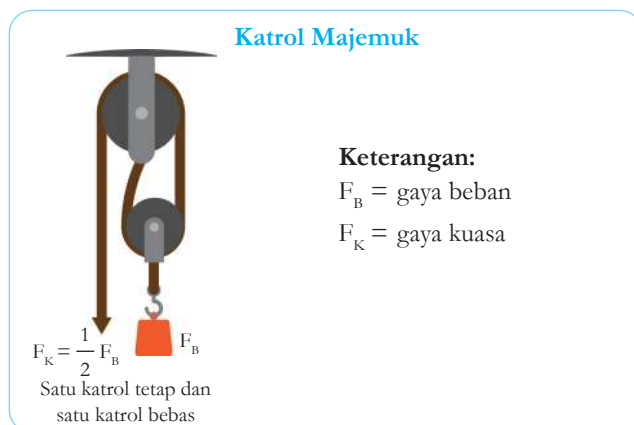 Katrol Majemuk
Keterangan:
F_B = gaya beban
F_K = gaya kuasa
F_K = 1/2 F_B
F_B
Satu katrol tetap dan
satu katrol bebas